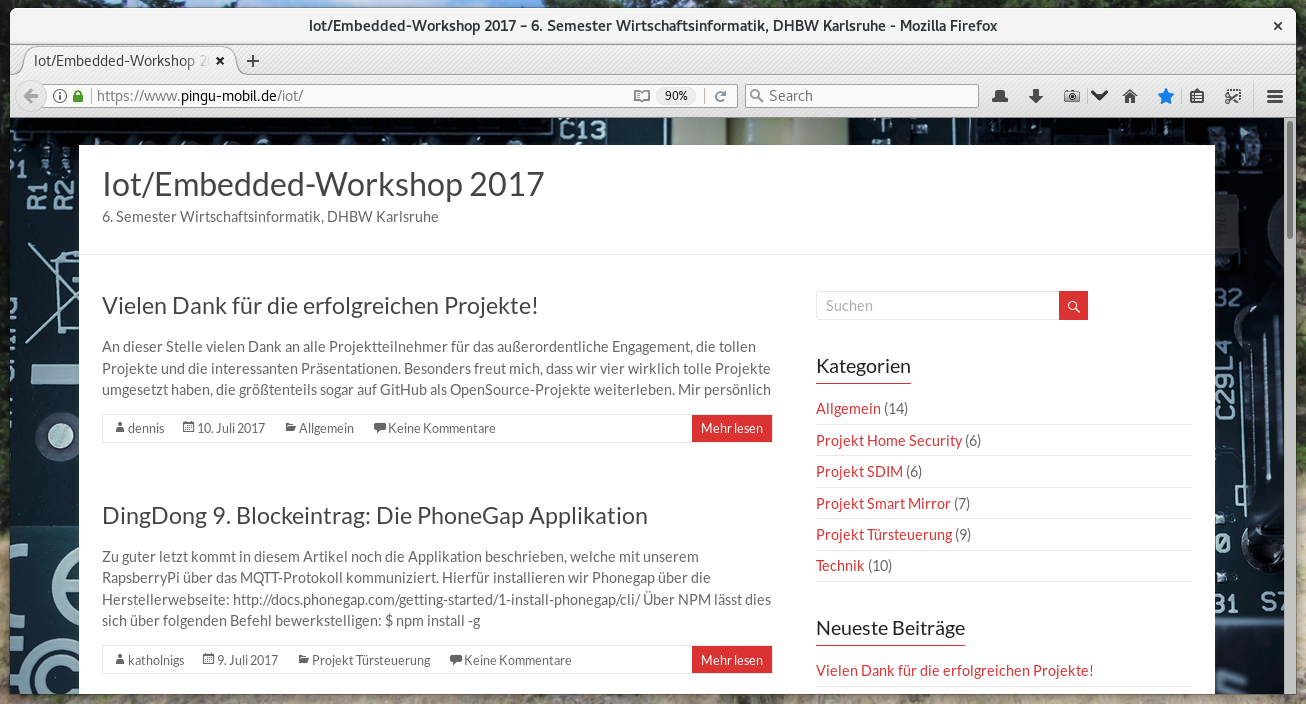 Iot/Embedded-Workshop 2017 – 6. Semester Wirtschaftsinformatik, DHBW Karlsruhe - Mozilla Firefox
Iot/Embedded-Workshop
https://www.pingu-mobil.de/iot/
90%
Search
C13
R1
R2
Iot/Embedded-Workshop 2017
6. Semester Wirtschaftsinformatik, DHBW Karlsruhe
Vielen Dank für die erfolgreichen Projekte!
An dieser Stelle vielen Dank an alle Projektteilnehmer für das außerordentliche Engagement, die tollen
Projekte und die interessanten Präsentationen. Besonders freut mich, dass wir vier wirklich tolle Projekte
umgesetzt haben, die größtenteils sogar auf GitHub als OpenSource-Projekte weiterleben. Mir persönlich
dennis 10. Juli 2017 Allgemein Keine Kommentare Mehr lesen
DingDong 9. Blockeintrag: Die PhoneGap Applikation
Zu guter letzt kommt in diesem Artikel noch die Applikation beschrieben, welche mit unserem
RapsberryPi über das MQTT-Protokoll kommuniziert. Hierfür installieren wir Phonegap über die
Herstellerwebseite: http://docs.phonegap.com/getting-started/1-install-phonegap/cli/ Über NPM lässt dies
sich über folgenden Befehl bewerkstelligen: $ npm install -g
katholnigs 9. Juli 2017 Projekt Türsteuerung Keine Kommentare Mehr lesen
Suchen
Kategorien
Allgemein (14)
Projekt Home Security (6)
Projekt SDIM (6)
Projekt Smart Mirror (7)
Projekt Türsteuerung (9)
Technik (10)
Neueste Beiträge
Vielen Dank für die erfolgreichen Projekte!
C29L4